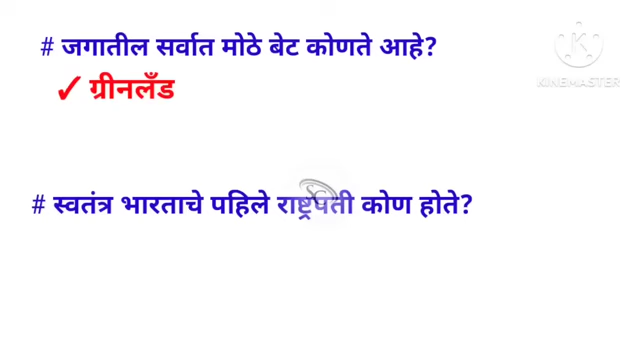 # जगातील सर्वात मोठे बेट कोणते आहे?
✓ ग्रीनलँड
KINEMASTER
# स्वतंत्र भारताचे पहिले राष्ट्रपती कोण होते?